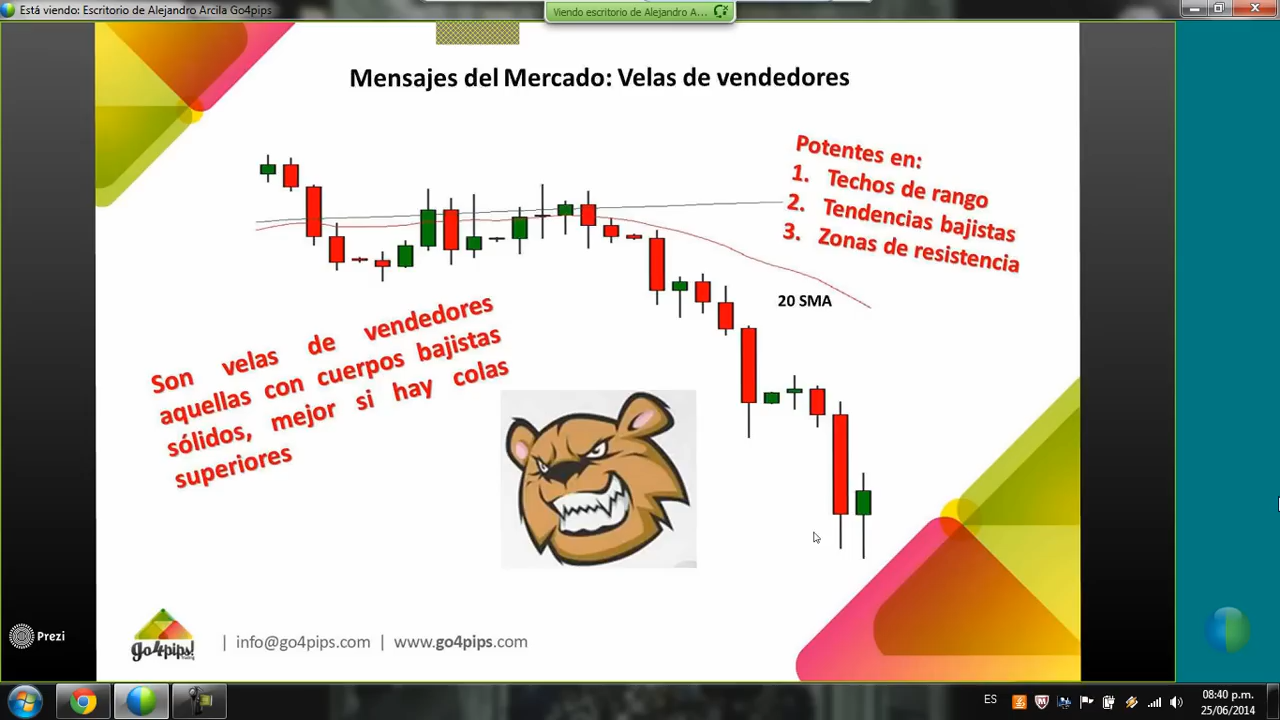 Está viendo: Escritorio de Alejandro Arcila Go4pips
Viendo escritorio de Alejandro A...
Mensajes del Mercado: Velas de vendedores
Potentes en:
1. Techos de rango
2. Tendencias bajistas
3. Zonas de resistencia
20 SMA
Son velas de vendedores
aquellas con cuerpos bajistas
sólidos, mejor si hay colas
superiores
Prezi
go4pips!
| info@go4pips.com | www.go4pips.com
ES
08:40 p.m.
25/06/2014